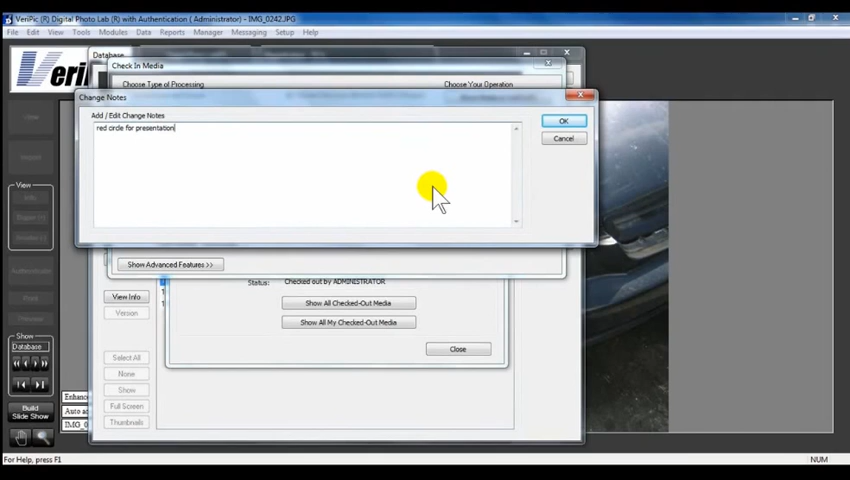 VeriPic (R) Digital Photo Lab (R) with Authentication ( Administrator) - IMG_0242.JPG
File Edit View Tools Manipulate Data Reports Manager Messaging Setup Help
Database
Check In Media
Choose Type of Processing Choose Your Operation
Change Notes
Add / Edit Change Notes
red circle for presentation
OK
Cancel
View
Show Advanced Features >>
Status: Checked out by ADMINISTRATOR
View Info
Show All Checked-Out Media
Version
Show All My Checked-Out Media
Show
Database
Close
Select All
None
Show
Full Screen
Thumbnails
Build
Slide Show
Enhance
Auto a
IMG_0
For Help, press F1 NUM